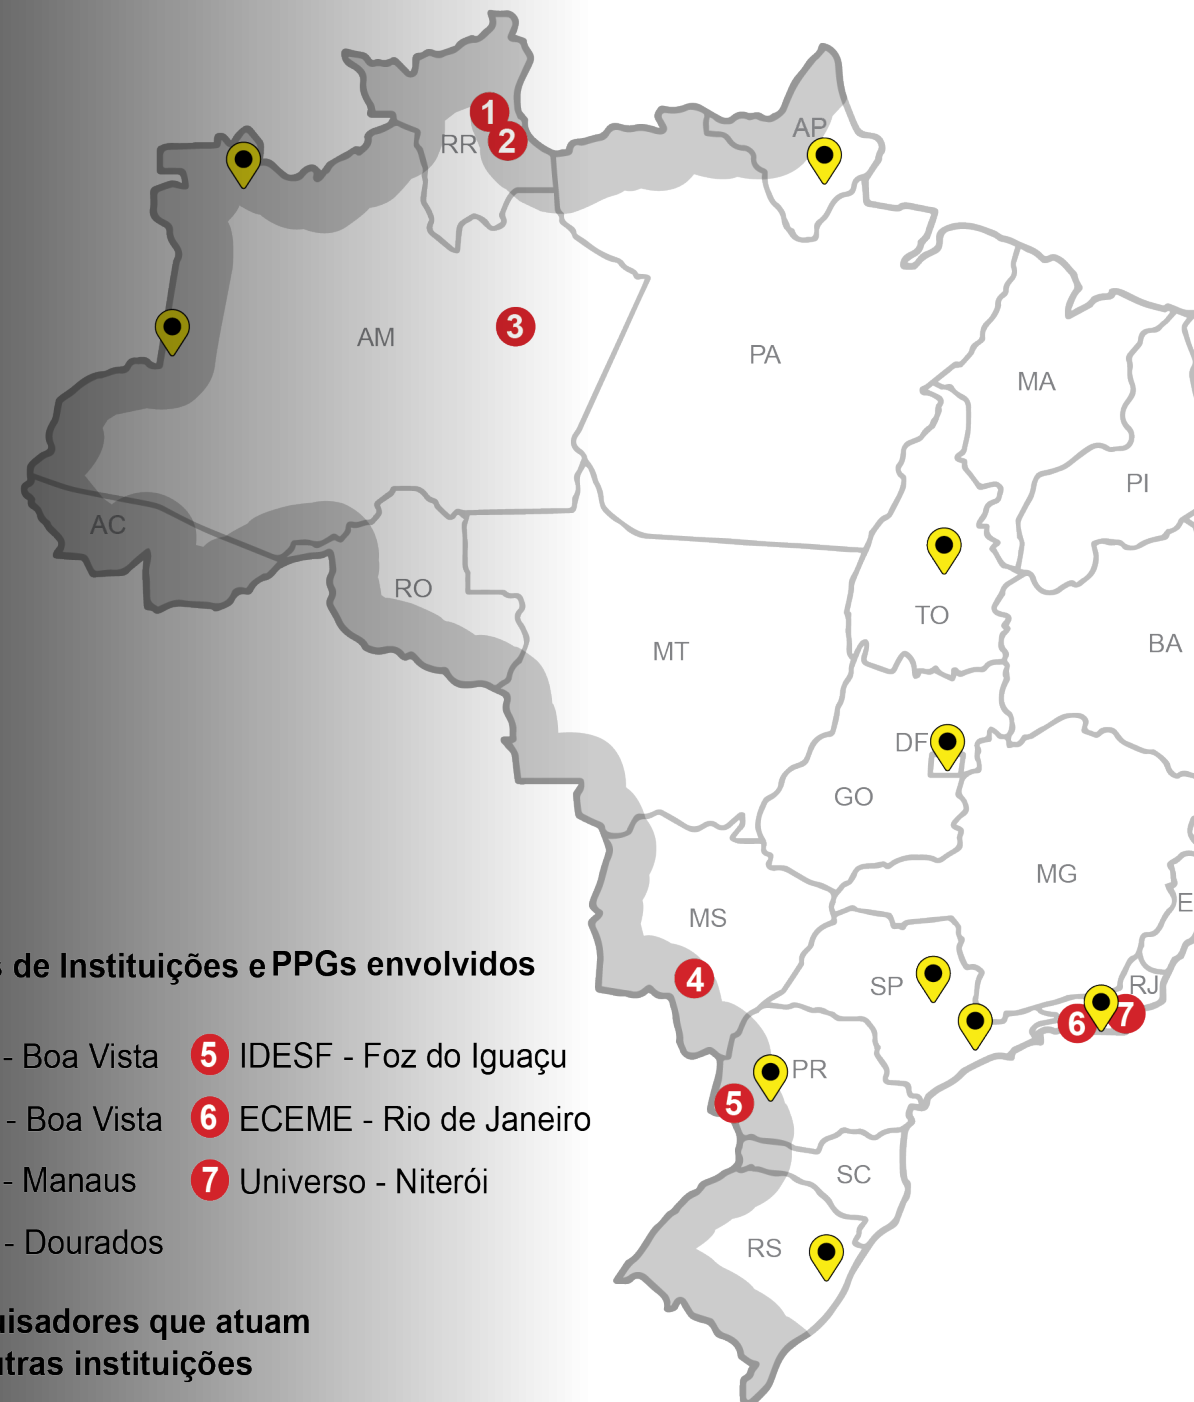 1
2
RR
AP
AM
3
PA
MA
PI
AC
RO
TO
MT
BA
DF
GO
MG
MS
E
de Instituições e PPGs envolvidos
4
SP
RJ
6
7
- Boa Vista
5 IDESF - Foz do Iguaçu
PR
5
- Boa Vista
6 ECEME - Rio de Janeiro
- Manaus
7 Universo - Niterói
SC
- Dourados
RS
uisadores que atuam
utras instituições